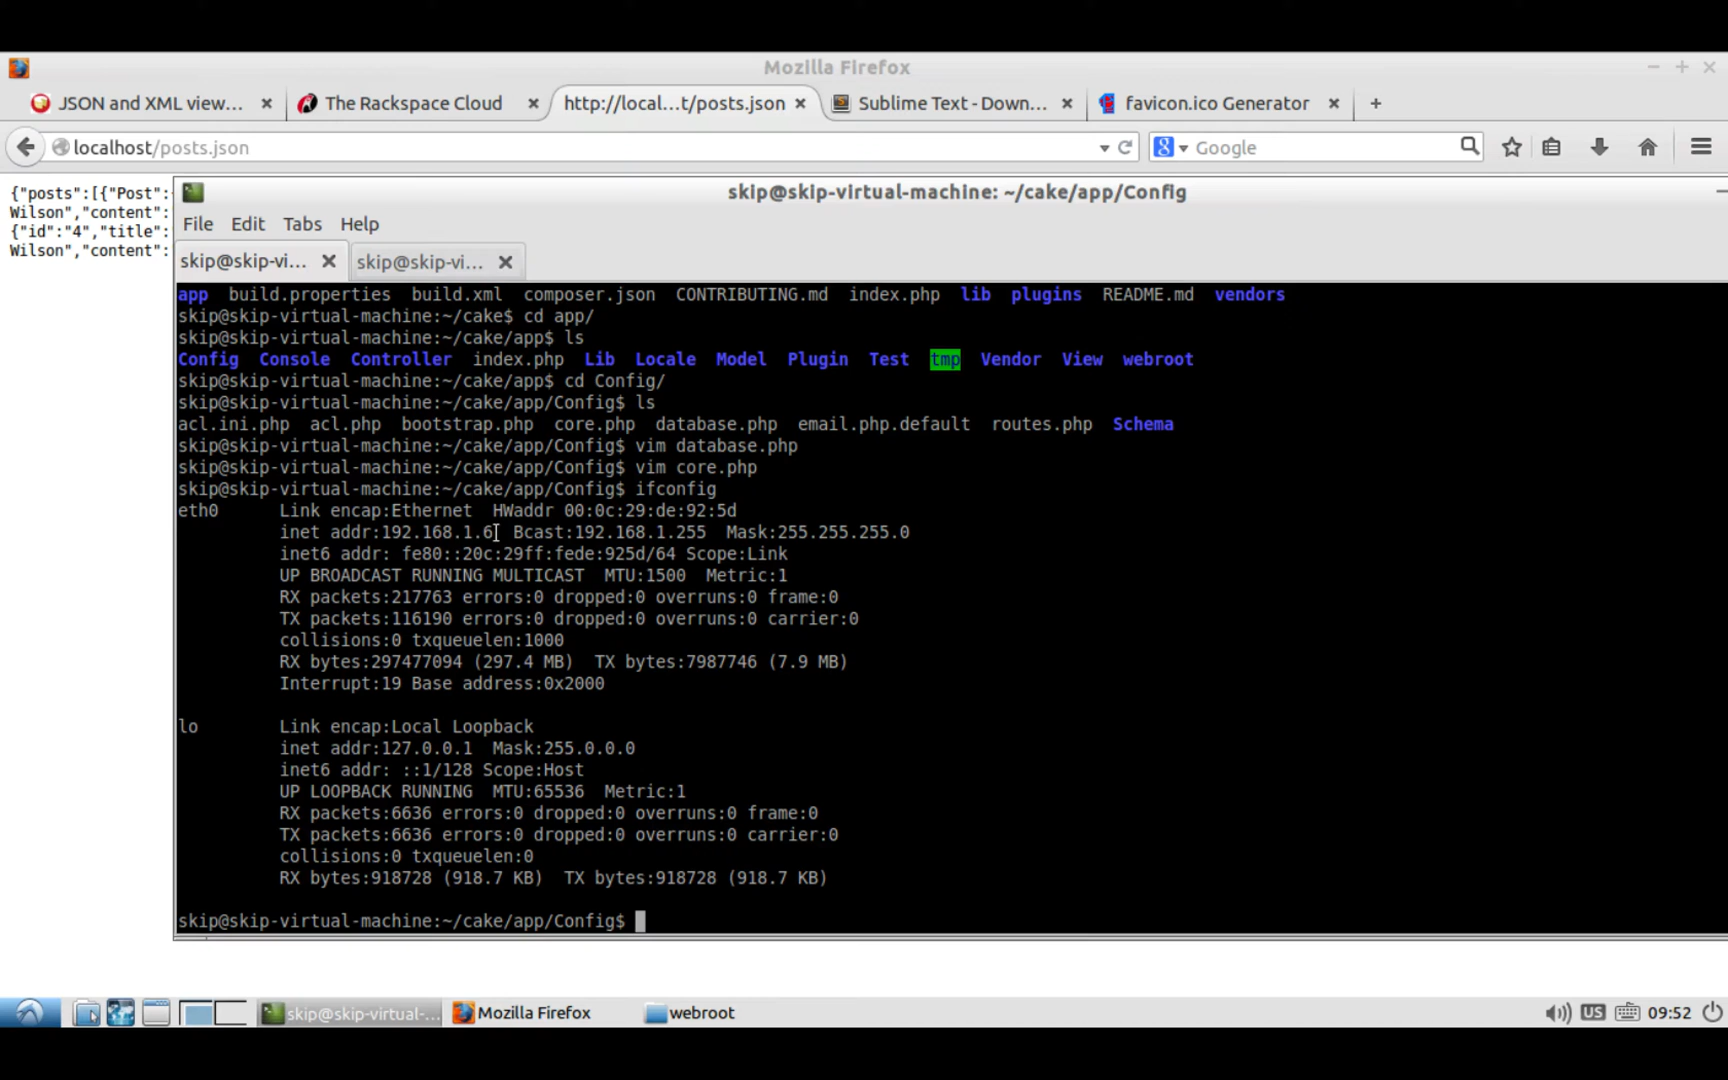 Mozilla Firefox
JSON and XML view...
The Rackspace Cloud
http://local...t/posts.json
Sublime Text - Down...
favicon.ico Generator
localhost/posts.json
Google
{"posts":[{"Post":
Wilson","content":
{"id":"4","title":
Wilson","content":
skip@skip-virtual-machine: ~/cake/app/Config
File Edit Tabs Help
skip@skip-vi...
skip@skip-vi...
app build.properties build.xml composer.json CONTRIBUTING.md index.php lib plugins README.md vendors
skip@skip-virtual-machine:~/cake$ cd app/
skip@skip-virtual-machine:~/cake/app$ ls
Config Console Controller index.php Lib Locale Model Plugin Test tmp Vendor View webroot
skip@skip-virtual-machine:~/cake/app$ cd Config/
skip@skip-virtual-machine:~/cake/app/Config$ ls
acl.ini.php acl.php bootstrap.php core.php database.php email.php.default routes.php Schema
skip@skip-virtual-machine:~/cake/app/Config$ vim database.php
skip@skip-virtual-machine:~/cake/app/Config$ vim core.php
skip@skip-virtual-machine:~/cake/app/Config$ ifconfig
eth0 Link encap:Ethernet HWaddr 00:0c:29:de:92:5d
inet addr:192.168.1.6 Bcast:192.168.1.255 Mask:255.255.255.0
inet6 addr: fe80::20c:29ff:fede:925d/64 Scope:Link
UP BROADCAST RUNNING MULTICAST MTU:1500 Metric:1
RX packets:217763 errors:0 dropped:0 overruns:0 frame:0
TX packets:116190 errors:0 dropped:0 overruns:0 carrier:0
collisions:0 txqueuelen:1000
RX bytes:297477094 (297.4 MB) TX bytes:7987746 (7.9 MB)
Interrupt:19 Base address:0x2000
lo Link encap:Local Loopback
inet addr:127.0.0.1 Mask:255.0.0.0
inet6 addr: ::1/128 Scope:Host
UP LOOPBACK RUNNING MTU:65536 Metric:1
RX packets:6636 errors:0 dropped:0 overruns:0 frame:0
TX packets:6636 errors:0 dropped:0 overruns:0 carrier:0
collisions:0 txqueuelen:0
RX bytes:918728 (918.7 KB) TX bytes:918728 (918.7 KB)
skip@skip-virtual-machine:~/cake/app/Config$
skip@skip-virtual-...
Mozilla Firefox
webroot
US
09:52